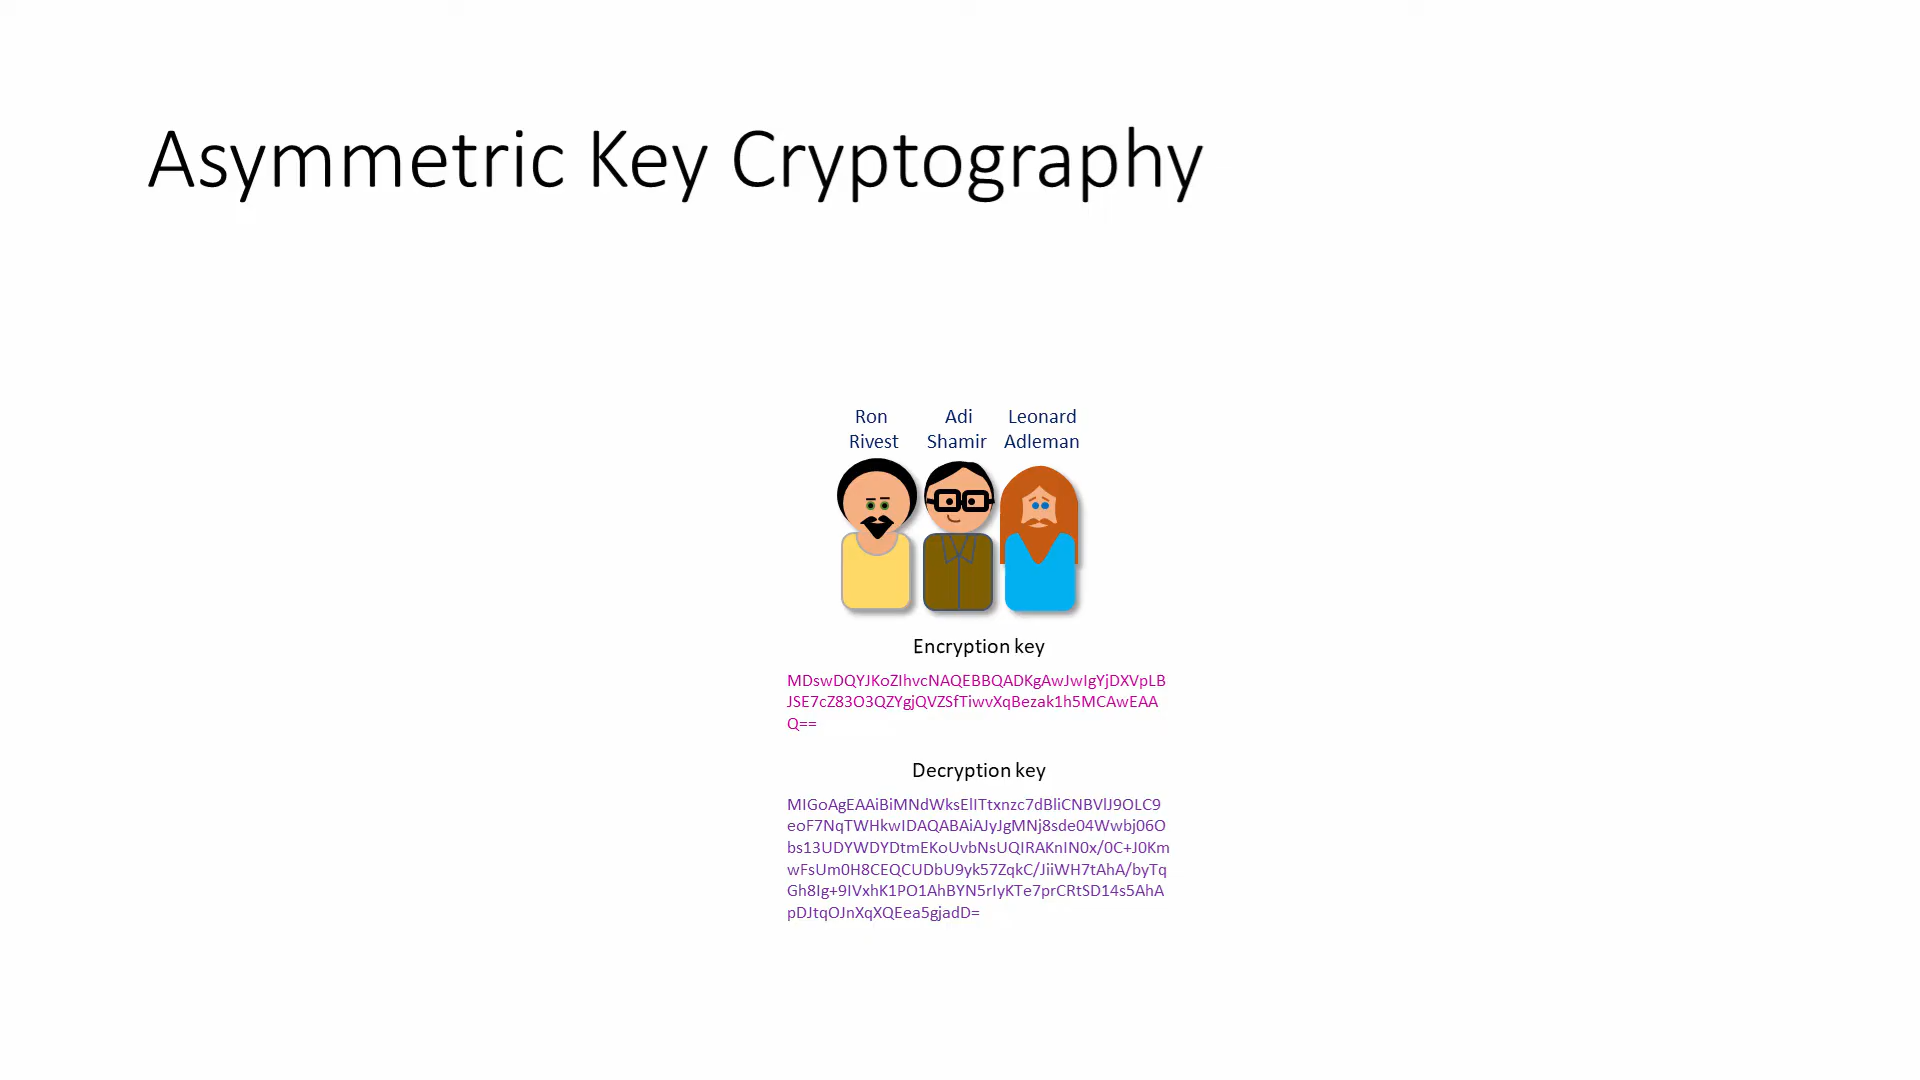 Asymmetric Key Cryptography
Ron Adi Leonard
Rivest Shamir Adleman
Encryption key
MDswDQYJKoZIhvcNAQEBBQADKgAwJwIgYjDXVpLB
JSE7cZ83O3QZYgjQVZSfTiwvXqBezak1h5MCAwEAA
Q==
Decryption key
MIGoAgEAAiBiMNdWksElITtxnzc7dBliCNBVlJ9OLC9
eoF7NqTWHkwIDAQABAiAJyJgMNj8sde04Wwbj06O
bs13UDYWDYDtmEKoUvbNsUQIRAKnIN0x/0C+J0Km
wFsUm0H8CEQCUDbU9yk57ZqkC/JiiWH7tAhA/byTq
Gh8Ig+9IVxhK1PO1AhBYN5rIyKTe7prCRtSD14s5AhA
pDJtqOJnXqXQEea5gjadD=